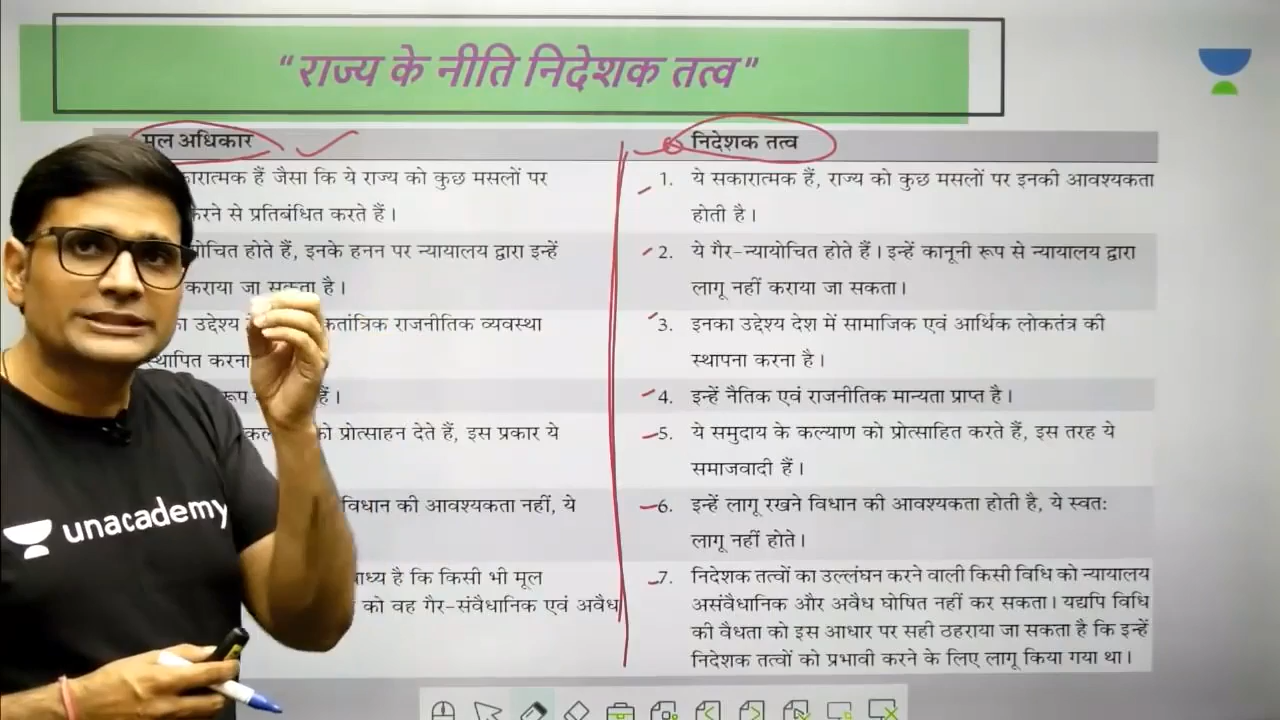 “राज्य के नीति निदेशक तत्व”
मूल अधिकार
हैं जैसा कि ये राज्य को कुछ मसलों पर
करने से प्रतिबंधित करते हैं।
होते हैं, इनके हनन पर न्यायालय द्वारा इन्हें
कराया जा सकता है।
उद्देश्य
राजनीतिक व्यवस्था
स्थापित करना
हैं।
को प्रोत्साहन देते हैं, इस प्रकार ये
विधान की आवश्यकता नहीं, ये
है कि किसी भी मूल
को वह गैर-संवैधानिक एवं अवैध
निदेशक तत्व
1. ये सकारात्मक हैं, राज्य को कुछ मसलों पर इनकी आवश्यकता
होती है।
2. ये गैर-न्यायोचित होते हैं। इन्हें कानूनी रूप से न्यायालय द्वारा
लागू नहीं कराया जा सकता।
3. इनका उद्देश्य देश में सामाजिक एवं आर्थिक लोकतंत्र की
स्थापना करना है।
4. इन्हें नैतिक एवं राजनीतिक मान्यता प्राप्त है।
5. ये समुदाय के कल्याण को प्रोत्साहित करते हैं, इस तरह ये
समाजवादी हैं।
6. इन्हें लागू रखने विधान की आवश्यकता होती है, ये स्वतः
लागू नहीं होते।
7. निदेशक तत्वों का उल्लंघन करने वाली किसी विधि को न्यायालय
असंवैधानिक और अवैध घोषित नहीं कर सकता। यद्यपि विधि
की वैधता को इस आधार पर सही ठहराया जा सकता है कि इन्हें
निदेशक तत्वों को प्रभावी करने के लिए लागू किया गया था।
unacademy